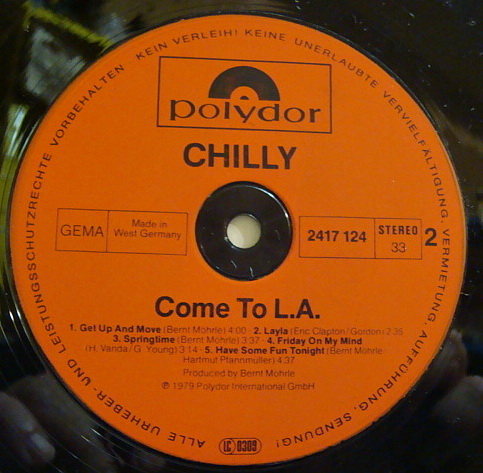 ALLE URHEBER- UND LEISTUNGSSCHUTZRECHTE VORBEHALTEN · KEIN VERLEIH! KEINE UNERLAUBTE VERVIELFÄLTIGUNG, VERMIETUNG, AUFFÜHRUNG, SENDUNG!
polydor
CHILLY
GEMA
Made in
West Germany
2417 124
STEREO
33
2
Come To L.A.
1. Get Up And Move (Bernt Möhrle) 4:00 · 2. Layla (Eric Clapton/Gordon) 2:35
3. Springtime (Bernt Möhrle) 3:37 · 4. Friday On My Mind
(H. Vanda/G. Young) 3:14 · 5. Have Some Fun Tonight (Bernt Möhrle/
Hartmut Pfannmüller) 4:37
Produced by Bernt Möhrle
℗ 1979 Polydor International GmbH
LC 0309